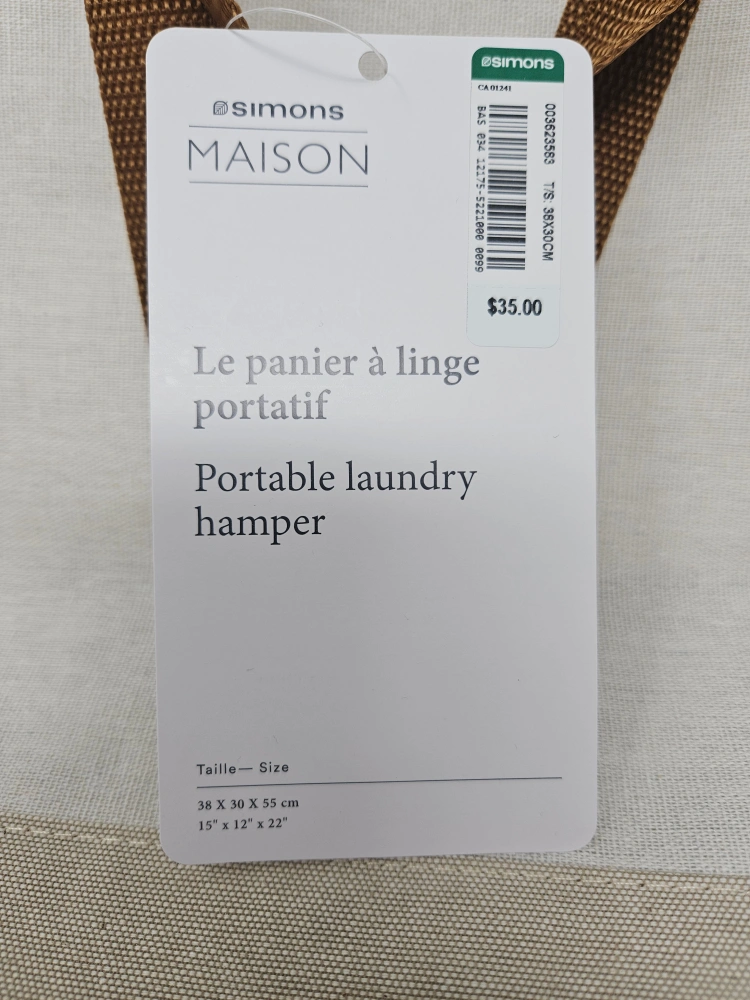 simons
MAISON
simons
CA 01241
003623583 T/S: 38X30CM
BAS 034 12175-5221000 0099
$35.00
Le panier à linge
portatif
Portable laundry
hamper
Taille— Size
38 X 30 X 55 cm
15" x 12" x 22"